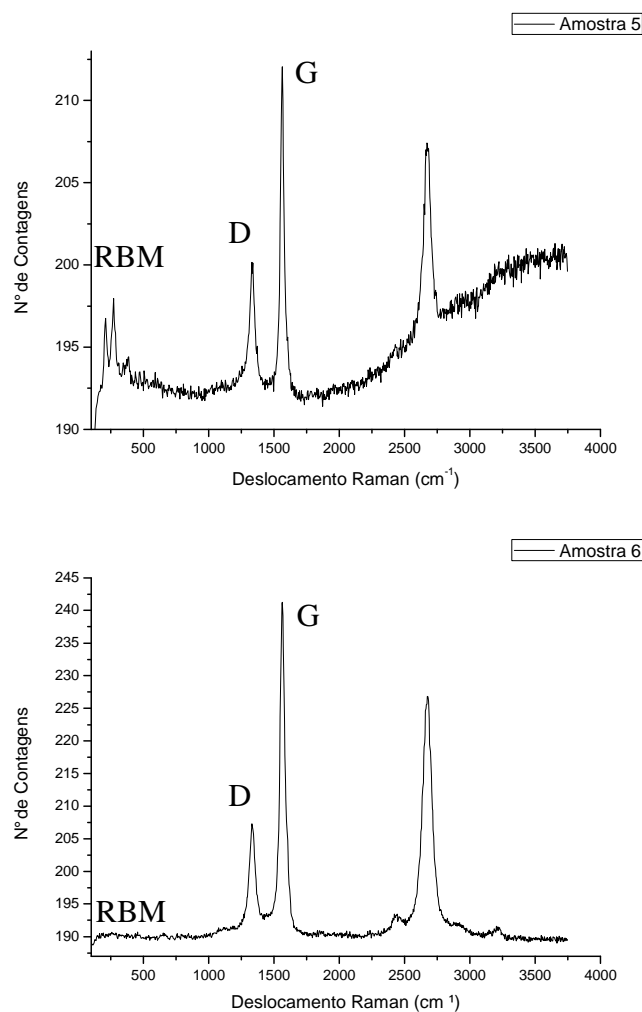 Amostra 5
G
D
RBM
N° de Contagens
210
205
200
195
190
500 1000 1500 2000 2500 3000 3500 4000
Deslocamento Raman (cm⁻¹)
Amostra 6
G
D
RBM
N° de Contagens
245
240
235
230
225
220
215
210
205
200
195
190
500 1000 1500 2000 2500 3000 3500 4000
Deslocamento Raman (cm ¹)